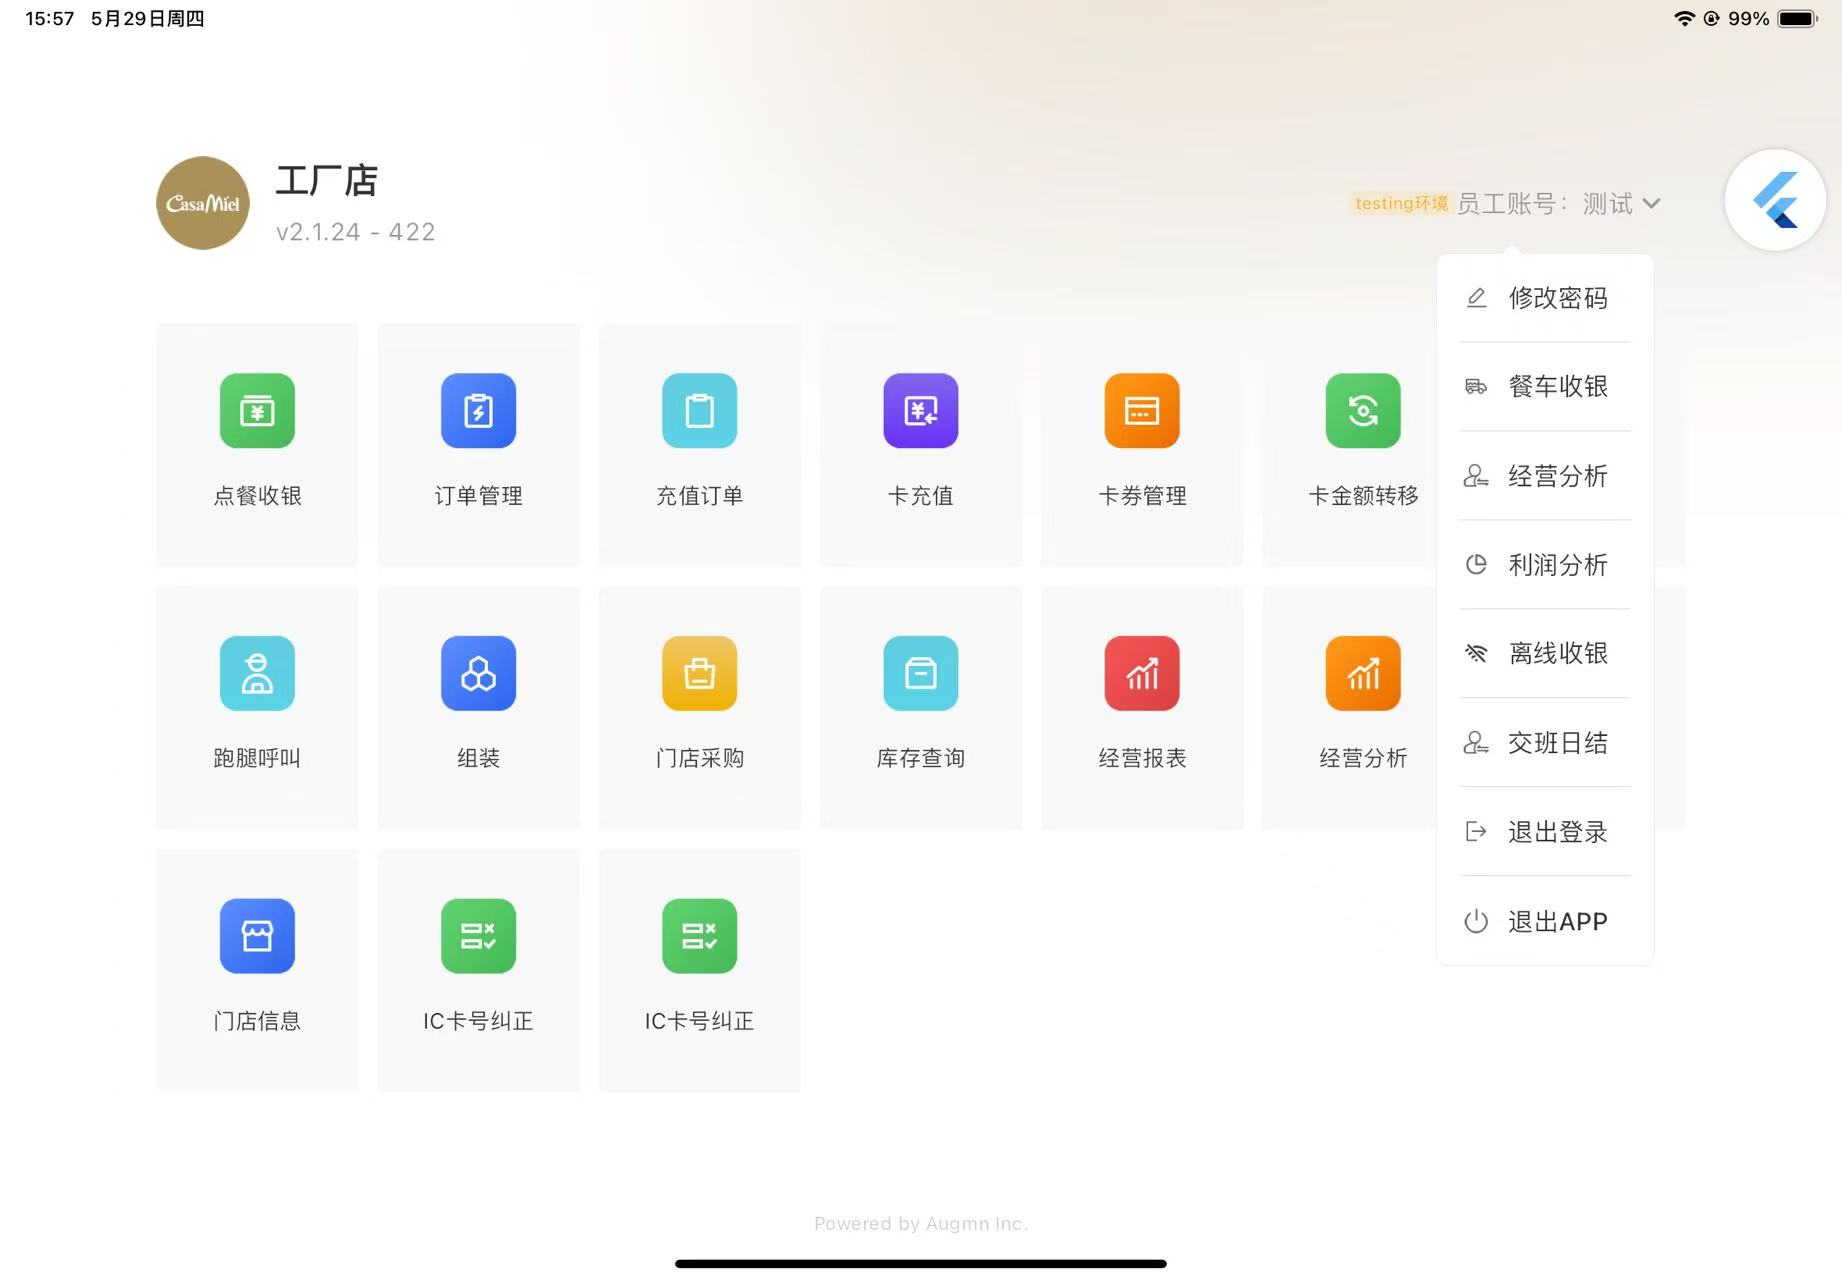 15:57 5月29日周四
99%
CasaMiel
工厂店
v2.1.24 - 422
testing环境 员工账号：测试
修改密码
餐车收银
经营分析
利润分析
离线收银
交班日结
退出登录
退出APP
点餐收银
订单管理
充值订单
卡充值
卡券管理
卡金额转移
跑腿呼叫
组装
门店采购
库存查询
经营报表
经营分析
门店信息
IC卡号纠正
IC卡号纠正
Powered by Augmn Inc.